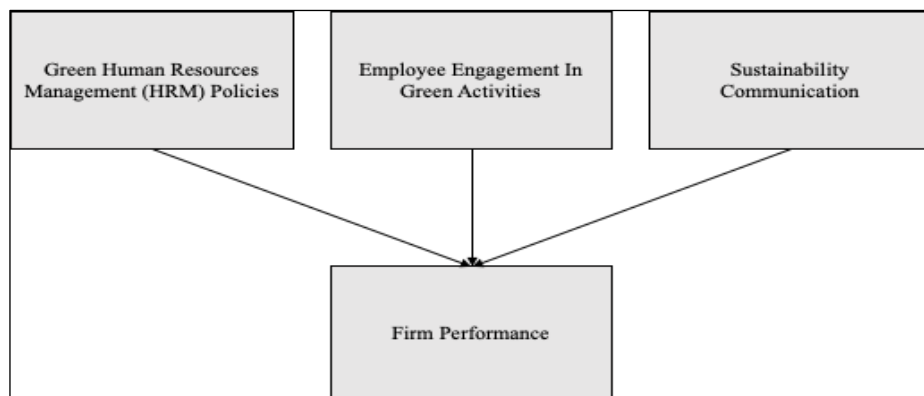 Green Human Resources
Management (HRM) Policies
Employee Engagement In
Green Activities
Sustainability
Communication
Firm Performance